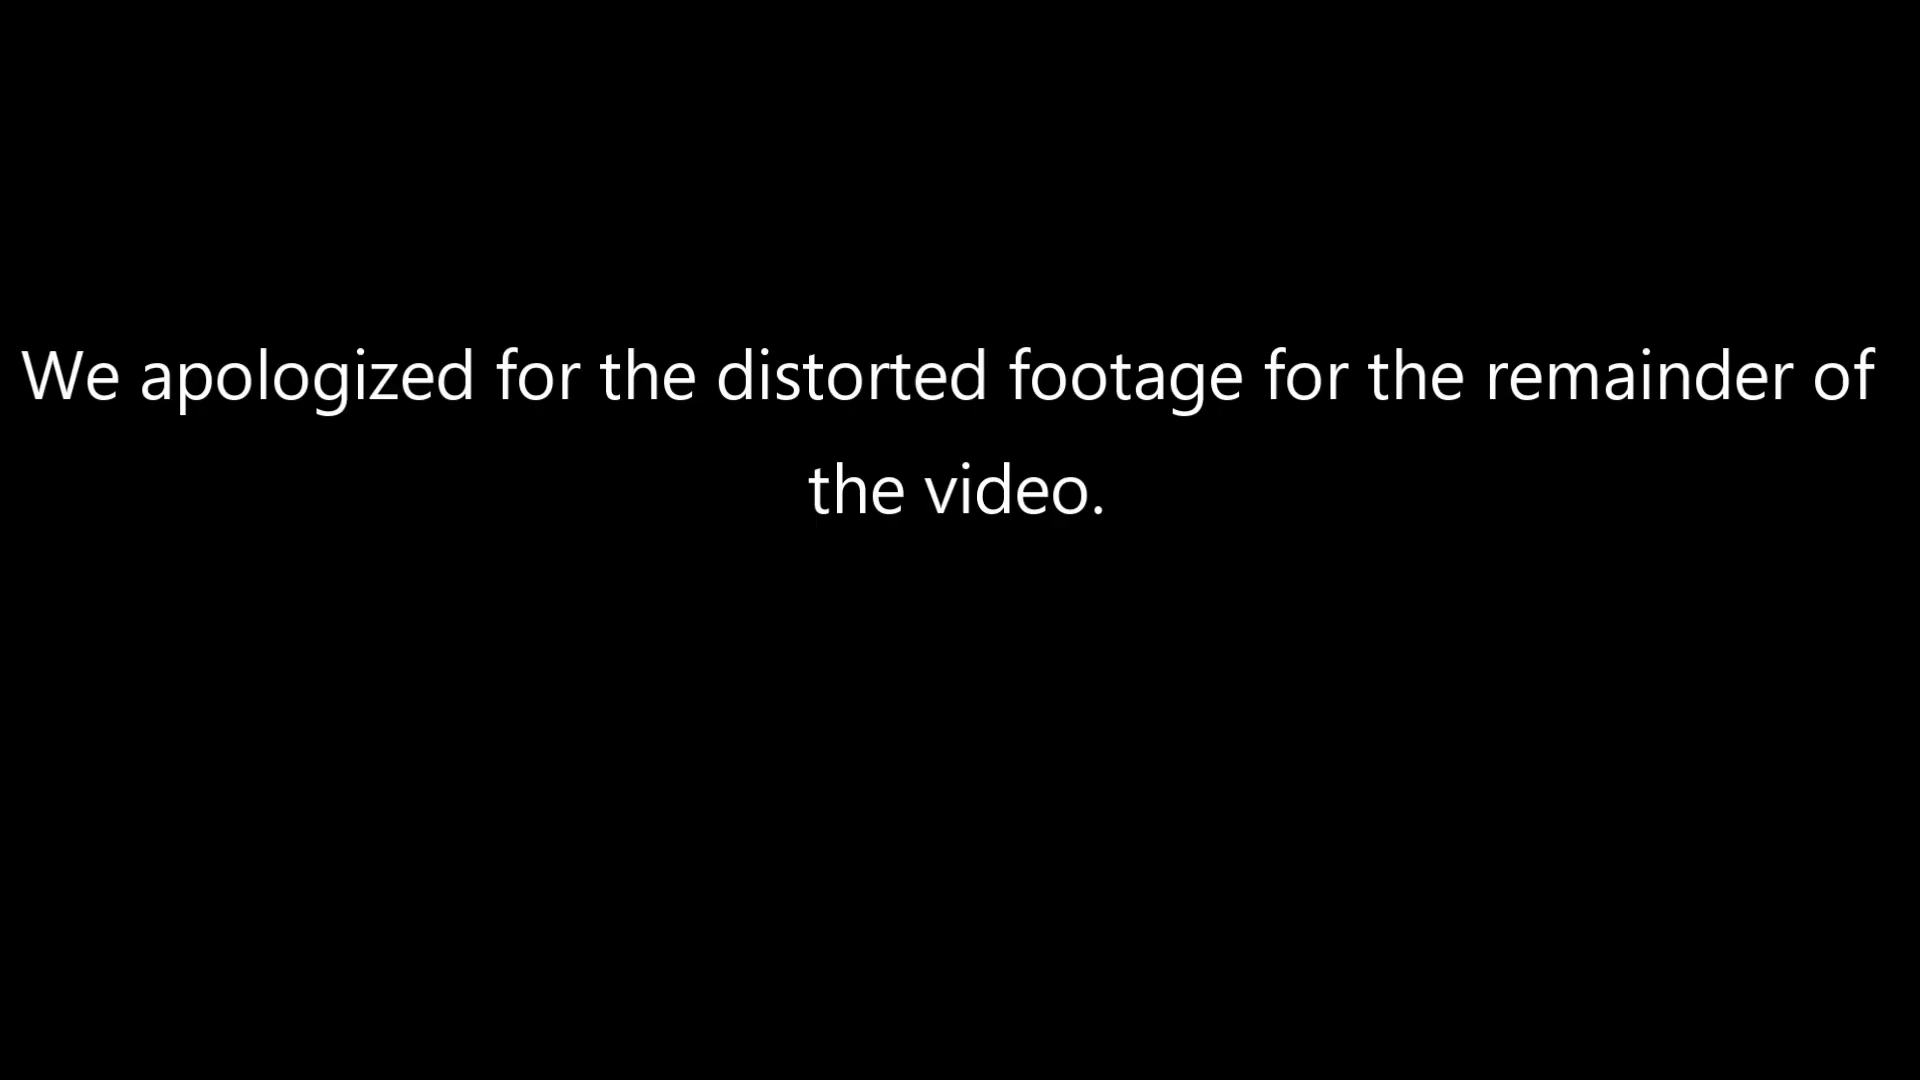 We apologized for the distorted footage for the remainder of
the video.